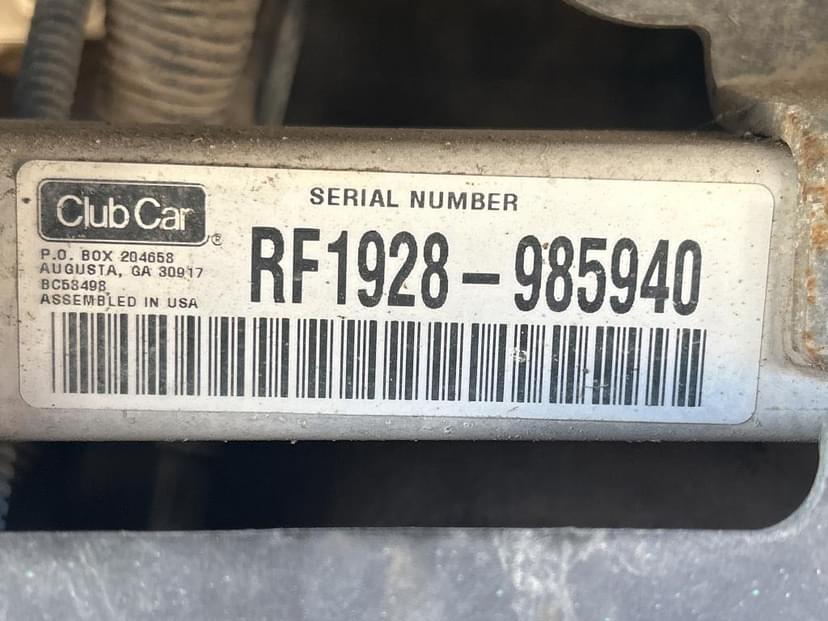 Club Car®
SERIAL NUMBER
P.O. BOX 204658
AUGUSTA, GA 30917
BC58498
ASSEMBLED IN USA
RF1928-985940